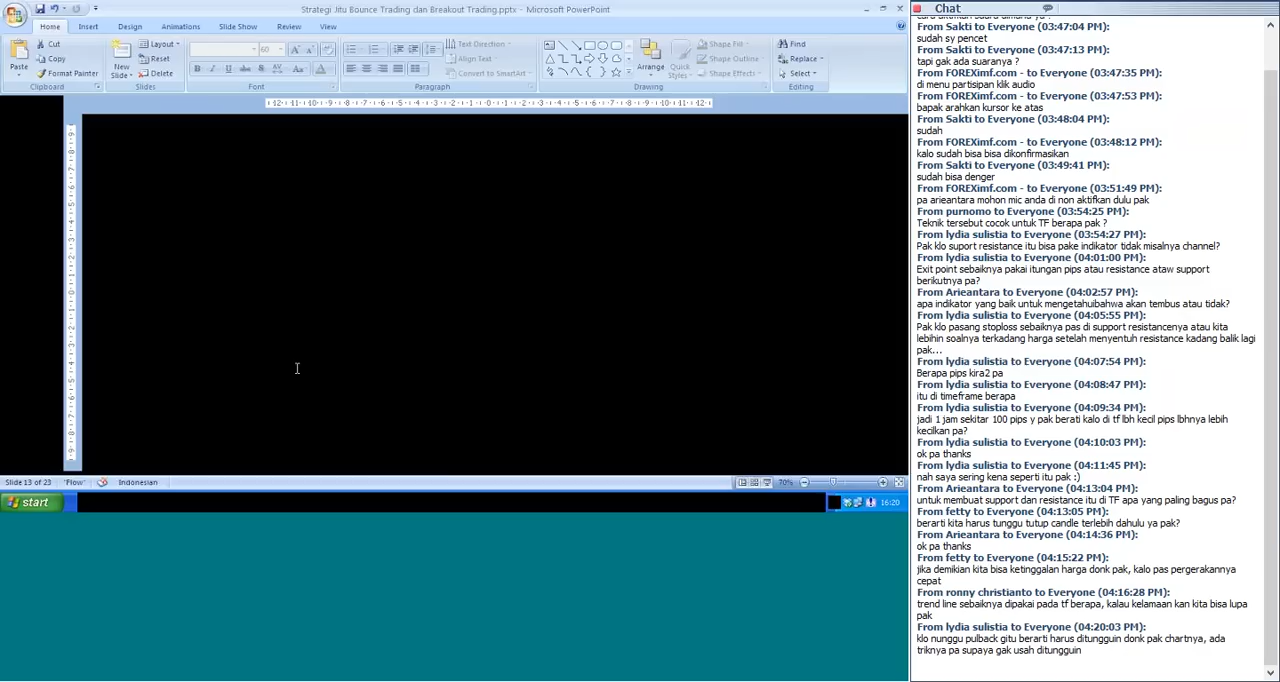 Strategi Jitu Bounce Trading dan Breakout Trading.pptx - Microsoft PowerPoint
Home Insert Design Animations Slide Show Review View
Cut
Copy
Format Painter
Paste
Clipboard
New
Slide
Layout
Reset
Delete
Slides
60
B I U abe S AV Aa A
Font
Text Direction
Align Text
Convert to SmartArt
Paragraph
Arrange
Quick
Styles
Shape Fill
Shape Outline
Shape Effects
Drawing
Find
Replace
Select
Editing
Slide 13 of 23 "Flow" Indonesian 70%
start 16:20
Chat
From Sakti to Everyone (03:47:04 PM):
sudah sy pencet
From Sakti to Everyone (03:47:13 PM):
tapi gak ada suaranya ?
From FOREXimf.com - to Everyone (03:47:35 PM):
di menu partisipan klik audio
From FOREXimf.com - to Everyone (03:47:53 PM):
bapak arahkan kursor ke atas
From Sakti to Everyone (03:48:04 PM):
sudah
From FOREXimf.com - to Everyone (03:48:12 PM):
kalo sudah bisa bisa dikonfirmasikan
From Sakti to Everyone (03:49:41 PM):
sudah bisa denger
From FOREXimf.com - to Everyone (03:51:49 PM):
pa arieantara mohon mic anda di non aktifkan dulu pak
From purnomo to Everyone (03:54:25 PM):
Teknik tersebut cocok untuk TF berapa pak ?
From lydia sulistia to Everyone (03:54:27 PM):
Pak klo suport resistance itu bisa pake indikator tidak misalnya channel?
From lydia sulistia to Everyone (04:01:00 PM):
Exit point sebaiknya pakai itungan pips atau resistance ataw support
berikutnya pa?
From Arieantara to Everyone (04:02:57 PM):
apa indikator yang baik untuk mengetahuibahwa akan tembus atau tidak?
From lydia sulistia to Everyone (04:05:55 PM):
Pak klo pasang stoploss sebaiknya pas di support resistancenya atau kita
lebihin soalnya terkadang harga setelah menyentuh resistance kadang balik lagi
pak...
From lydia sulistia to Everyone (04:07:54 PM):
Berapa pips kira2 pa
From lydia sulistia to Everyone (04:08:47 PM):
itu di timeframe berapa
From lydia sulistia to Everyone (04:09:34 PM):
jadi 1 jam sekitar 100 pips y pak berati kalo di tf lbh kecil pips lbhnya lebih
kecilkan pa?
From lydia sulistia to Everyone (04:10:03 PM):
ok pa thanks
From lydia sulistia to Everyone (04:11:45 PM):
nah saya sering kena seperti itu pak :)
From Arieantara to Everyone (04:13:04 PM):
untuk membuat support dan resistance itu di TF apa yang paling bagus pa?
From fetty to Everyone (04:13:05 PM):
berarti kita harus tunggu tutup candle terlebih dahulu ya pak?
From Arieantara to Everyone (04:14:36 PM):
ok pa thanks
From fetty to Everyone (04:15:22 PM):
jika demikian kita bisa ketinggalan harga donk pak, kalo pas pergerakannya
cepat
From ronny christianto to Everyone (04:16:28 PM):
trend line sebaiknya dipakai pada tf berapa, kalau kelamaan kan kita bisa lupa
pak
From lydia sulistia to Everyone (04:20:03 PM):
klo nunggu pulback gitu berarti harus ditungguin donk pak chartnya, ada
triknya pa supaya gak usah ditungguin